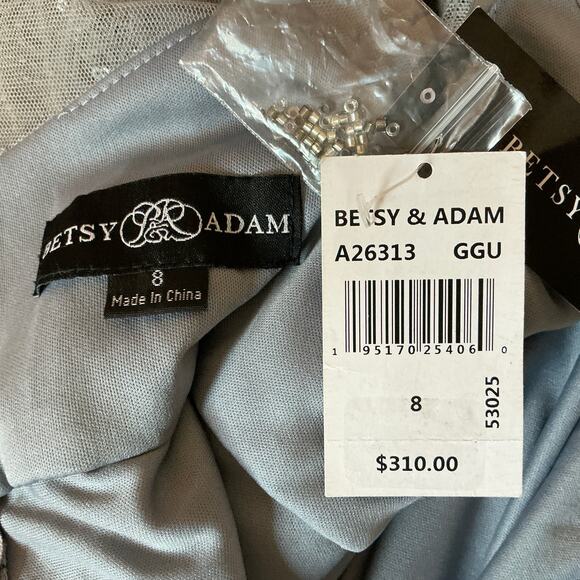 BETSY ADAM
8
Made In China
BETSY
BETSY & ADAM
A26313 GGU
1 95170 25406 0
53025
8
$310.00